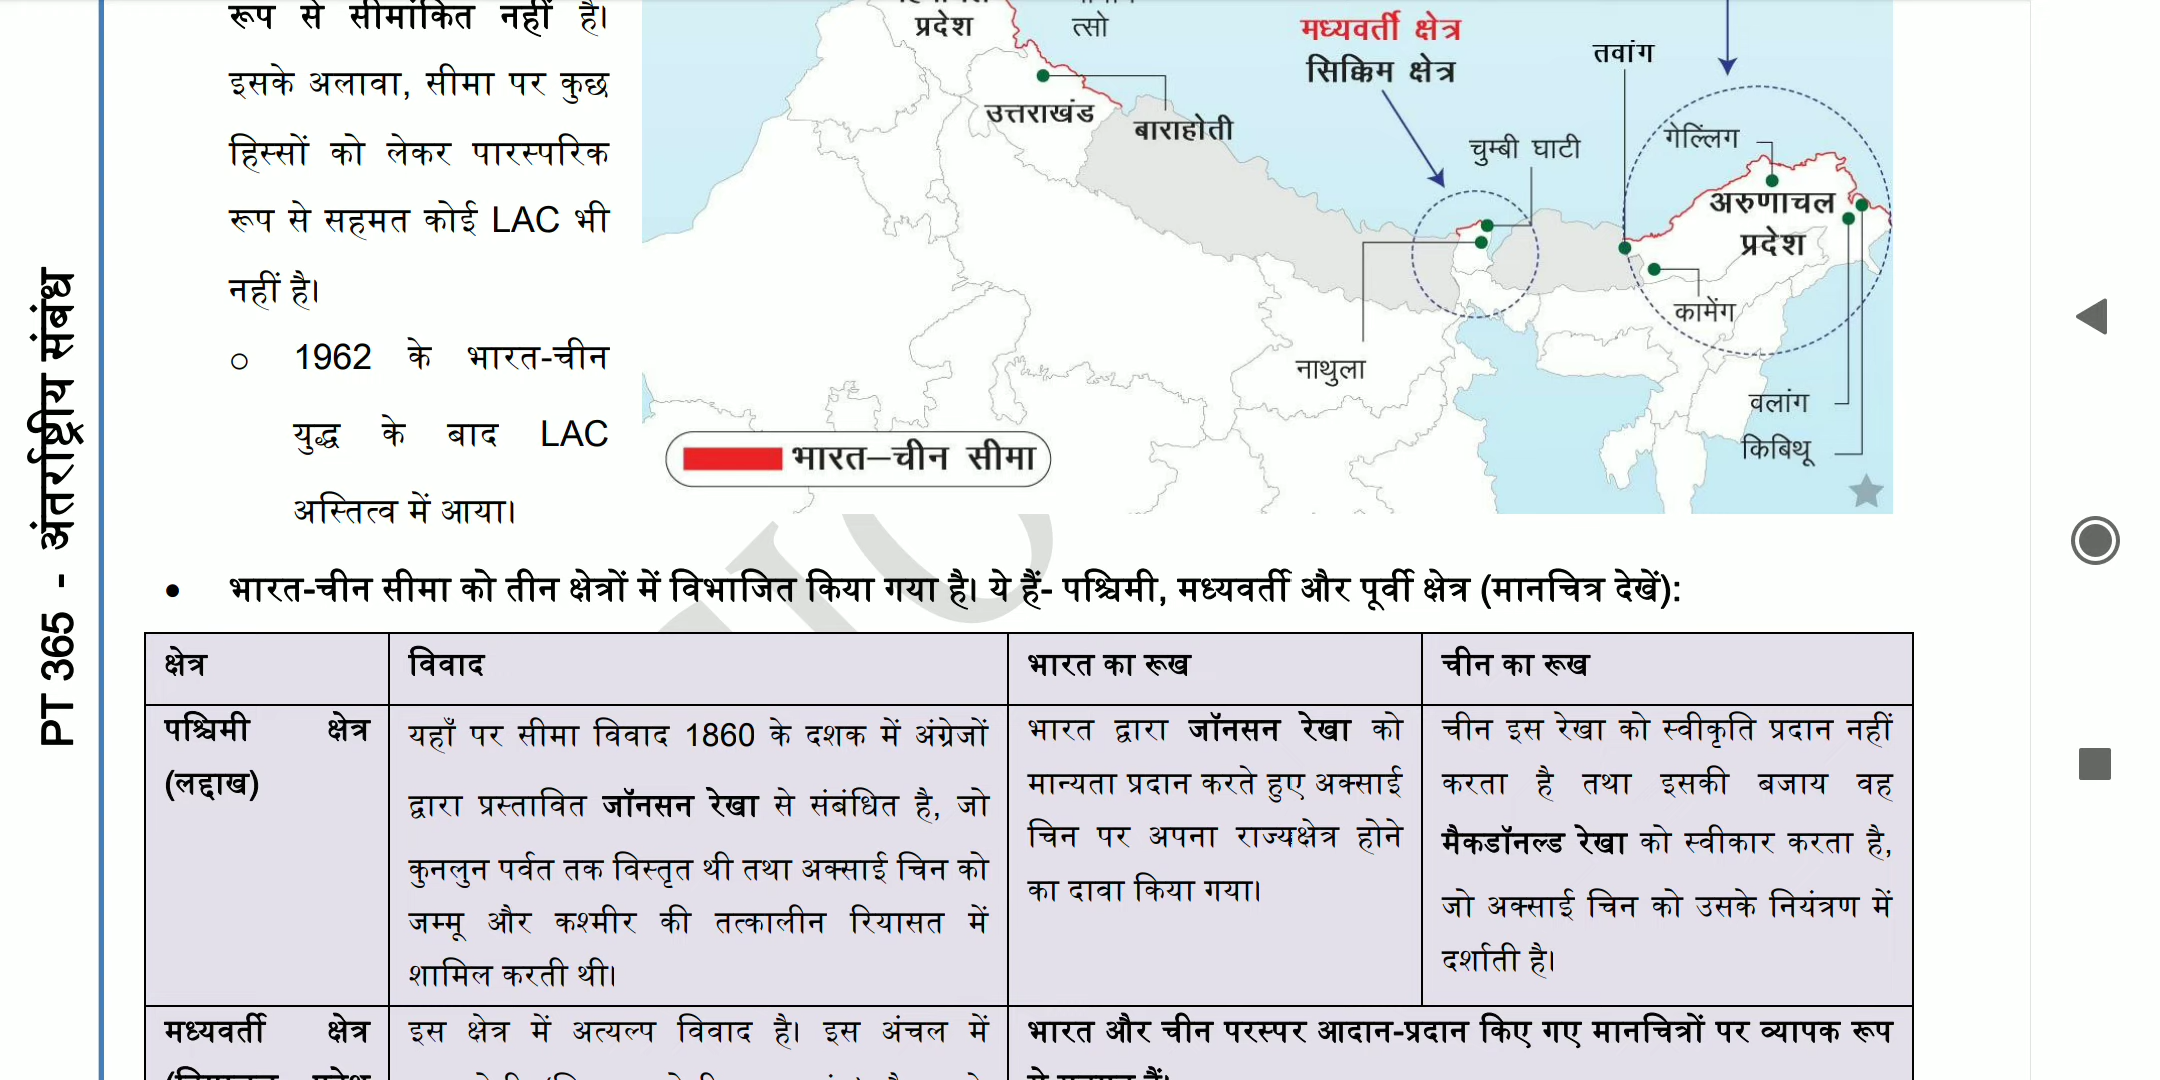 रूप से सीमांकित नहीं है।
इसके अलावा, सीमा पर कुछ
हिस्सों को लेकर पारस्परिक
रूप से सहमत कोई LAC भी
नहीं है।
○ 1962 के भारत-चीन
युद्ध के बाद LAC
अस्तित्व में आया।
प्रदेश
त्सो
उत्तराखंड
बाराहोती
मध्यवर्ती क्षेत्र
सिक्किम क्षेत्र
चुम्बी घाटी
तवांग
गेल्लिंग
अरुणाचल
प्रदेश
कामेंग
नाथुला
वलांग
किबिथू
भारत–चीन सीमा
• भारत-चीन सीमा को तीन क्षेत्रों में विभाजित किया गया है। ये हैं- पश्चिमी, मध्यवर्ती और पूर्वी क्षेत्र (मानचित्र देखें):
क्षेत्र
विवाद
भारत का रूख
चीन का रूख
पश्चिमी क्षेत्र
(लद्दाख)
यहाँ पर सीमा विवाद 1860 के दशक में अंग्रेजों
द्वारा प्रस्तावित जॉनसन रेखा से संबंधित है, जो
कुनलुन पर्वत तक विस्तृत थी तथा अक्साई चिन को
जम्मू और कश्मीर की तत्कालीन रियासत में
शामिल करती थी।
भारत द्वारा जॉनसन रेखा को
मान्यता प्रदान करते हुए अक्साई
चिन पर अपना राज्यक्षेत्र होने
का दावा किया गया।
चीन इस रेखा को स्वीकृति प्रदान नहीं
करता है तथा इसकी बजाय वह
मैकडॉनल्ड रेखा को स्वीकार करता है,
जो अक्साई चिन को उसके नियंत्रण में
दर्शाती है।
मध्यवर्ती क्षेत्र
इस क्षेत्र में अत्यल्प विवाद है। इस अंचल में
भारत और चीन परस्पर आदान-प्रदान किए गए मानचित्रों पर व्यापक रूप
PT 365 - अंतर्राष्ट्रीय संबंध